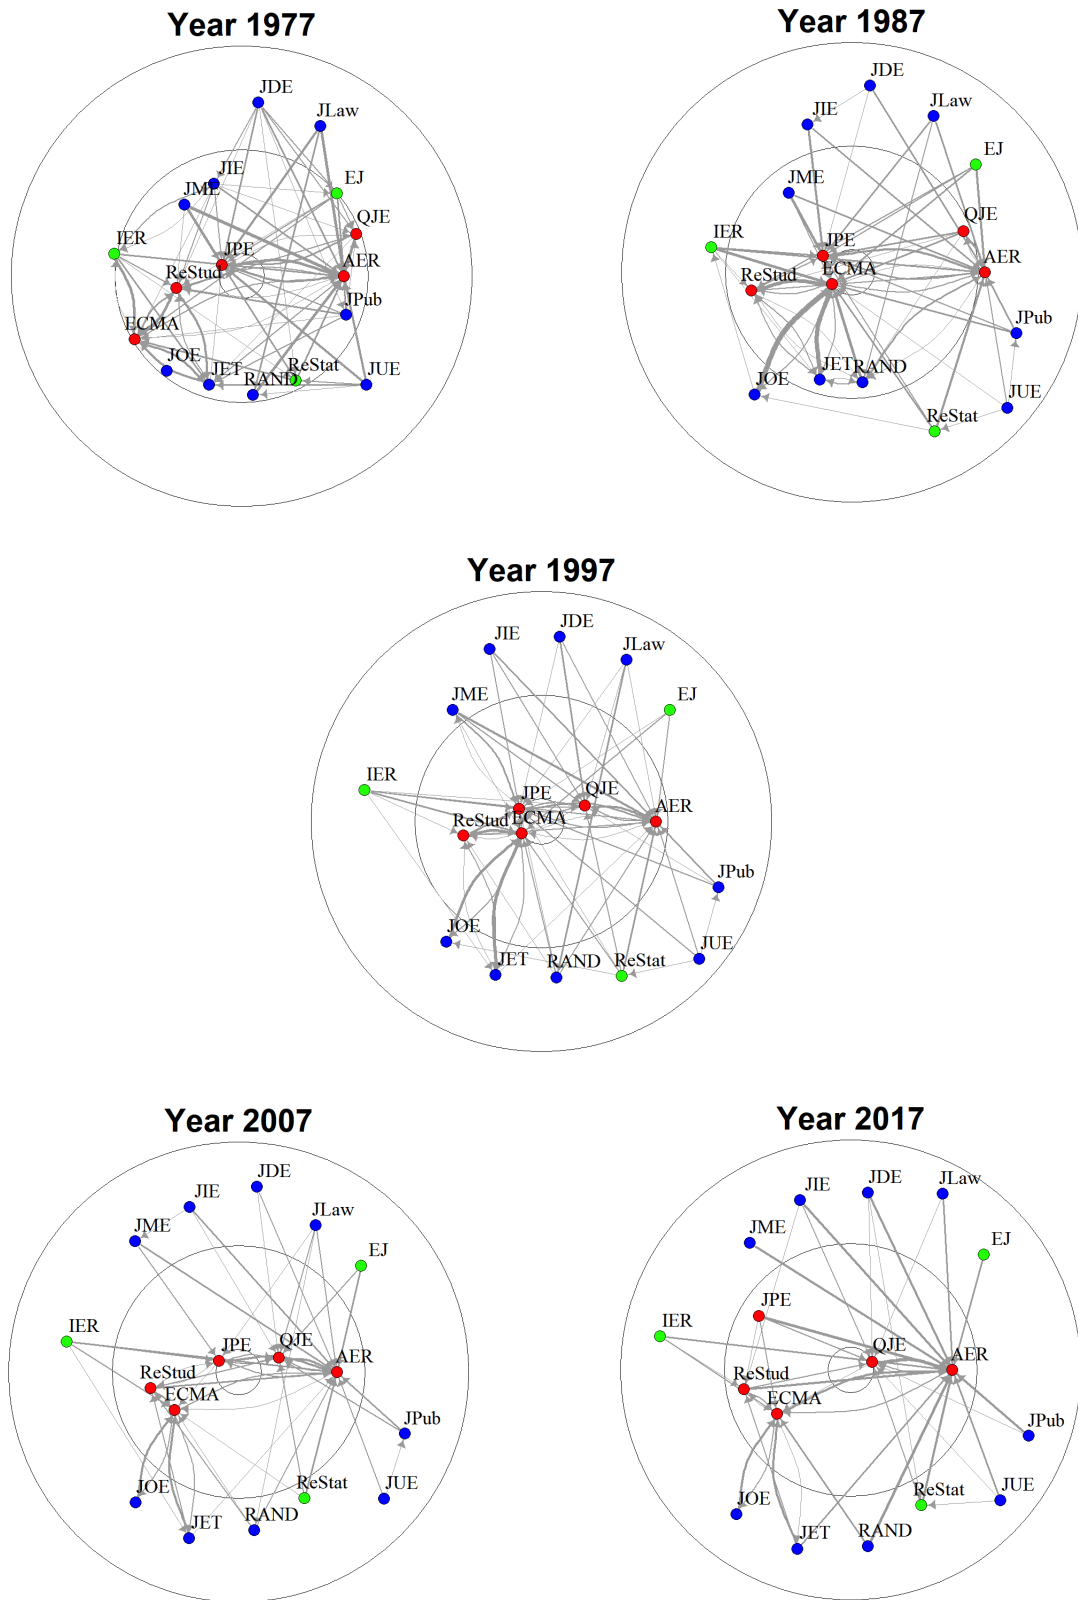 Year 1977
JDE
JLaw
JIE
EJ
JME
QJE
IER
JPE
AER
ReStud
JPub
ECMA
JOE
JET
RAND
ReStat
JUE
Year 1987
JDE
JIE
JLaw
EJ
JME
QJE
IER
JPE
AER
ECMA
ReStud
JPub
JET
RAND
JOE
JUE
ReStat
Year 1997
JIE
JDE
JLaw
JME
EJ
IER
JPE
QJE
AER
ReStud
ECMA
JPub
JOE
JET
RAND
ReStat
JUE
Year 2007
JDE
JIE
JLaw
JME
EJ
IER
JPE
QJE
AER
ReStud
ECMA
JPub
JOE
JET
RAND
ReStat
JUE
Year 2017
JIE
JDE
JLaw
JME
EJ
JPE
IER
QJE
AER
ReStud
ECMA
JPub
JOE
JET
RAND
ReStat
JUE